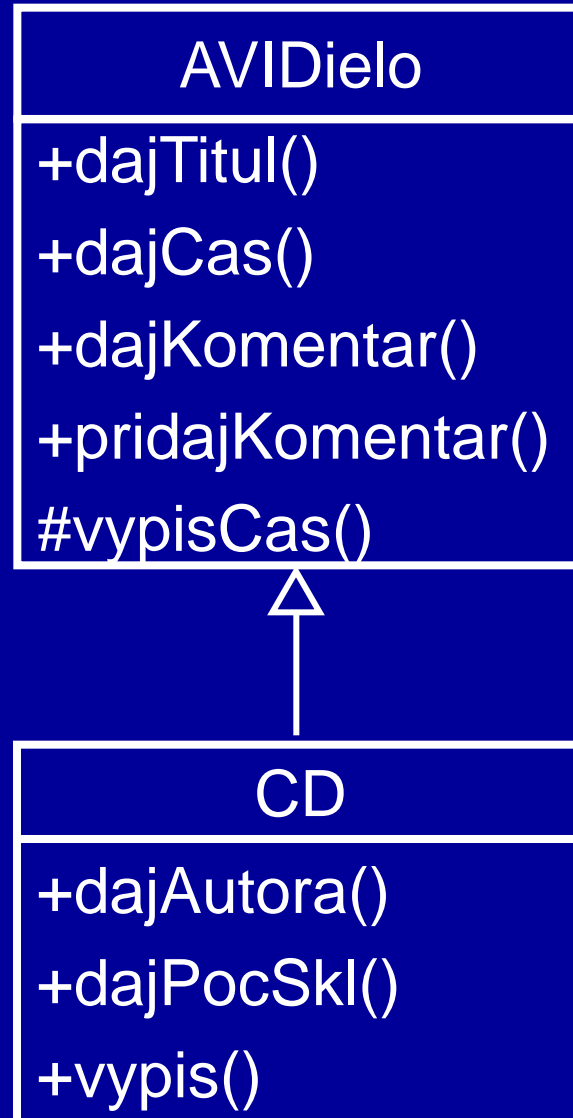 AVIDielo
+dajTitul()
+dajCas()
+dajKomentar()
+pridajKomentar()
#vypisCas()
CD
+dajAutora()
+dajPocSkl()
+vypis()